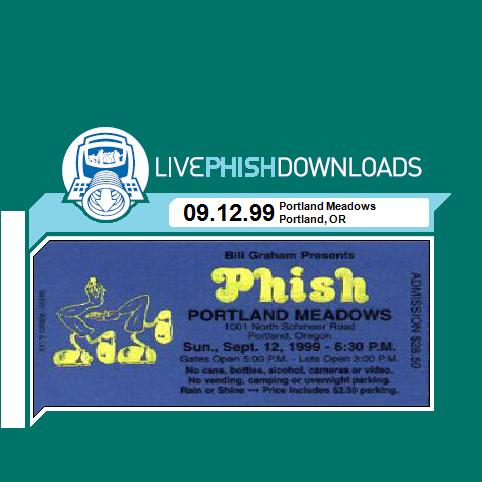 LIVEPHISHDOWNLOADS
09.12.99
Portland Meadows
Portland, OR
Bill Graham Presents
Phish
PORTLAND MEADOWS
1001 North Schmeer Road
Portland, Oregon
Sun., Sept. 12, 1999 - 6:30 P.M.
Gates Open 5:00 P.M. - Lots Open 3:00 P.M.
No cans, bottles, alcohol, cameras or video.
No vending, camping or overnight parking.
Rain or Shine ••• Price includes $2.50 parking.
ADMISSION $28.50